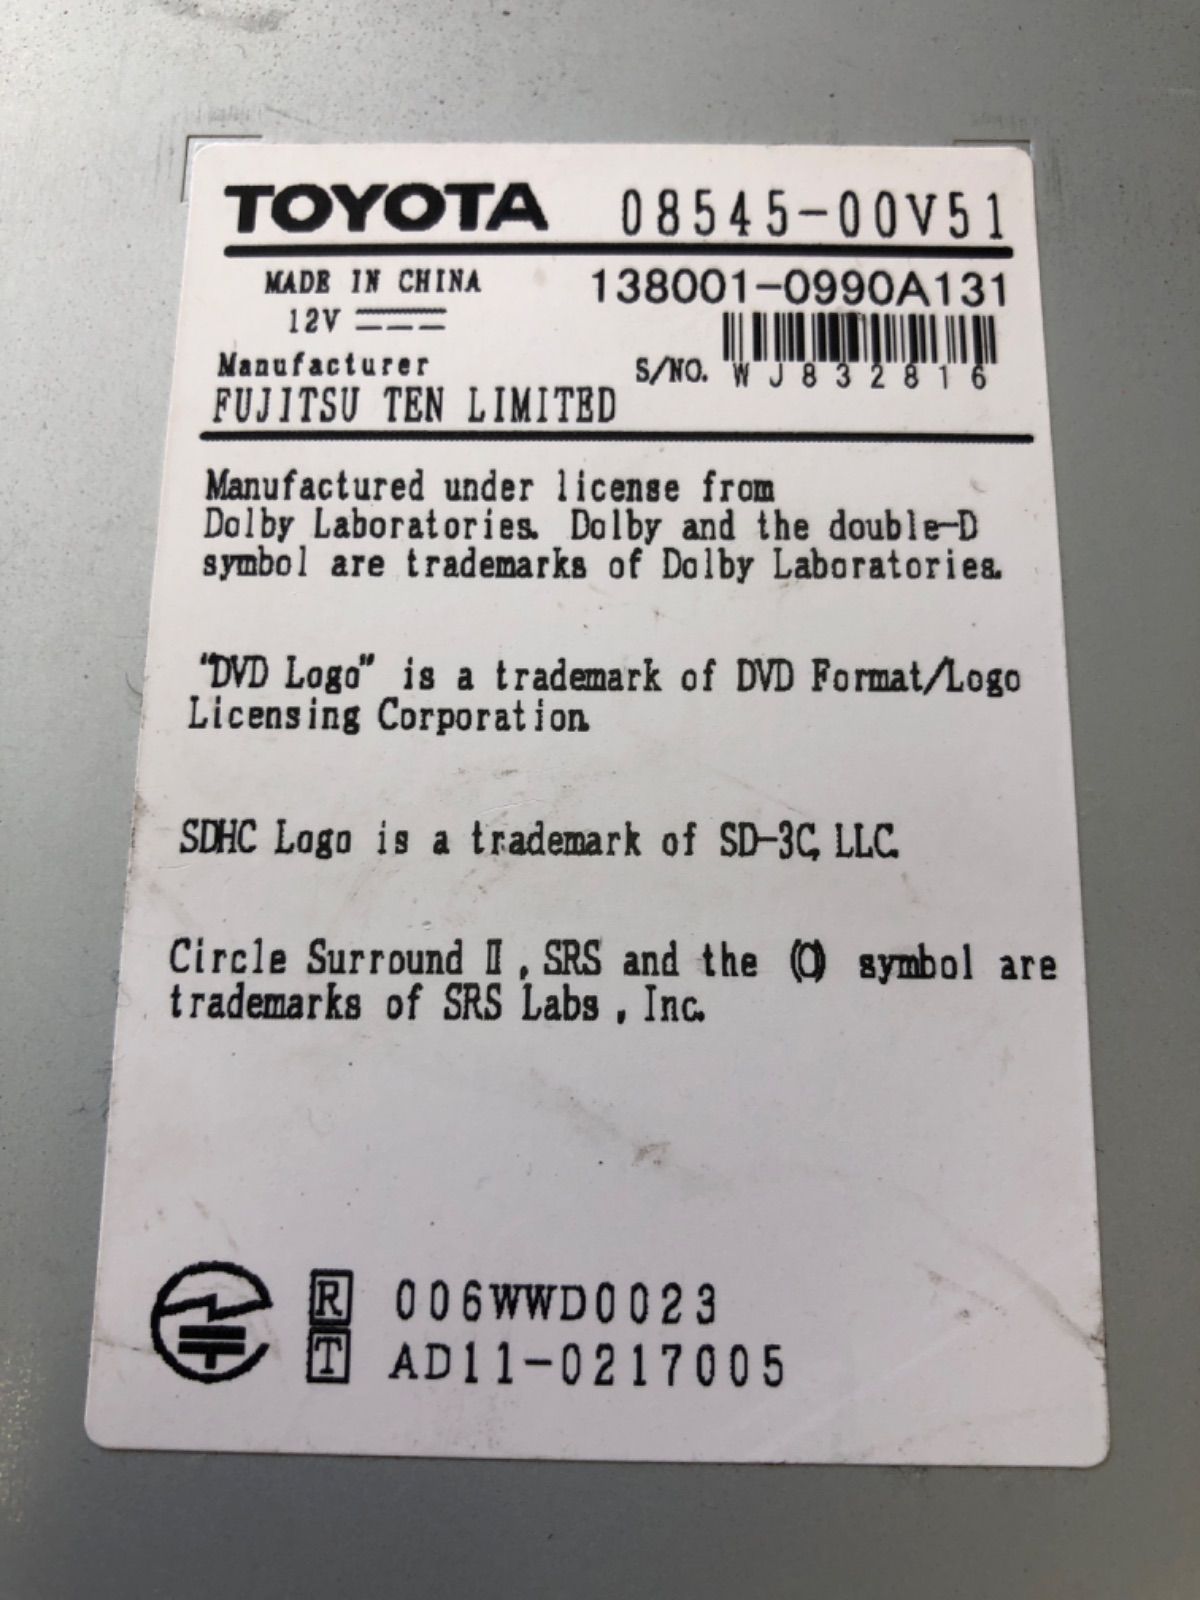 TOYOTA 08545-00V51
MADE IN CHINA 138001-0990A131
12V
Manufacturer S/NO. WJ832816
FUJITSU TEN LIMITED
Manufactured under license from
Dolby Laboratories. Dolby and the double-D
symbol are trademarks of Dolby Laboratories.
"DVD Logo" is a trademark of DVD Format/Logo
Licensing Corporation.
SDHC Logo is a trademark of SD-3C, LLC.
Circle Surround Ⅱ, SRS and the (O) symbol are
trademarks of SRS Labs, Inc.
R 006WWD0023
T AD11-0217005